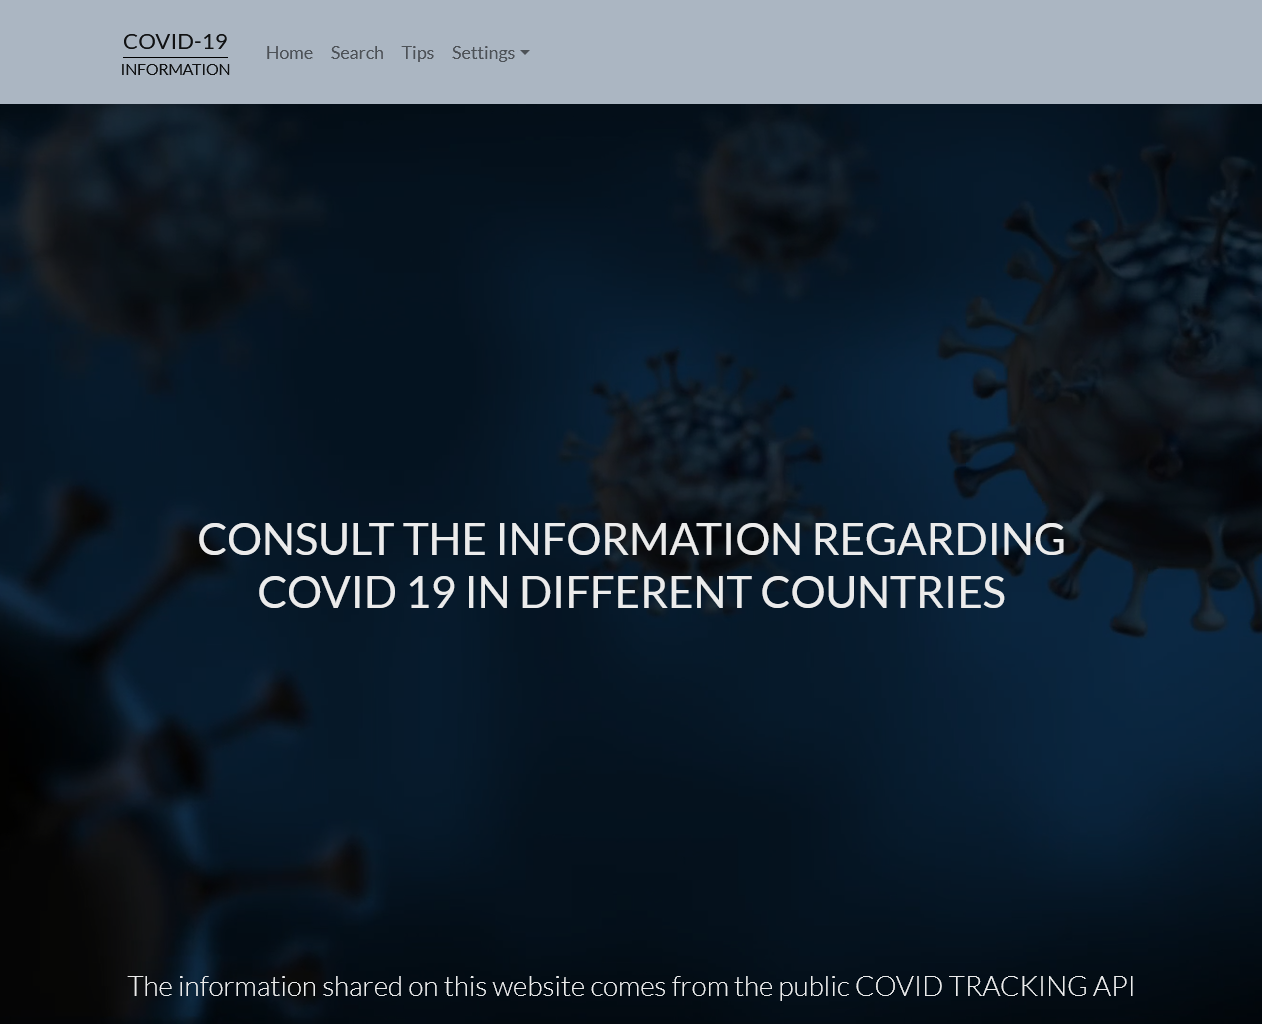 COVID-19
INFORMATION
Home Search Tips Settings
CONSULT THE INFORMATION REGARDING
COVID 19 IN DIFFERENT COUNTRIES
The information shared on this website comes from the public COVID TRACKING API